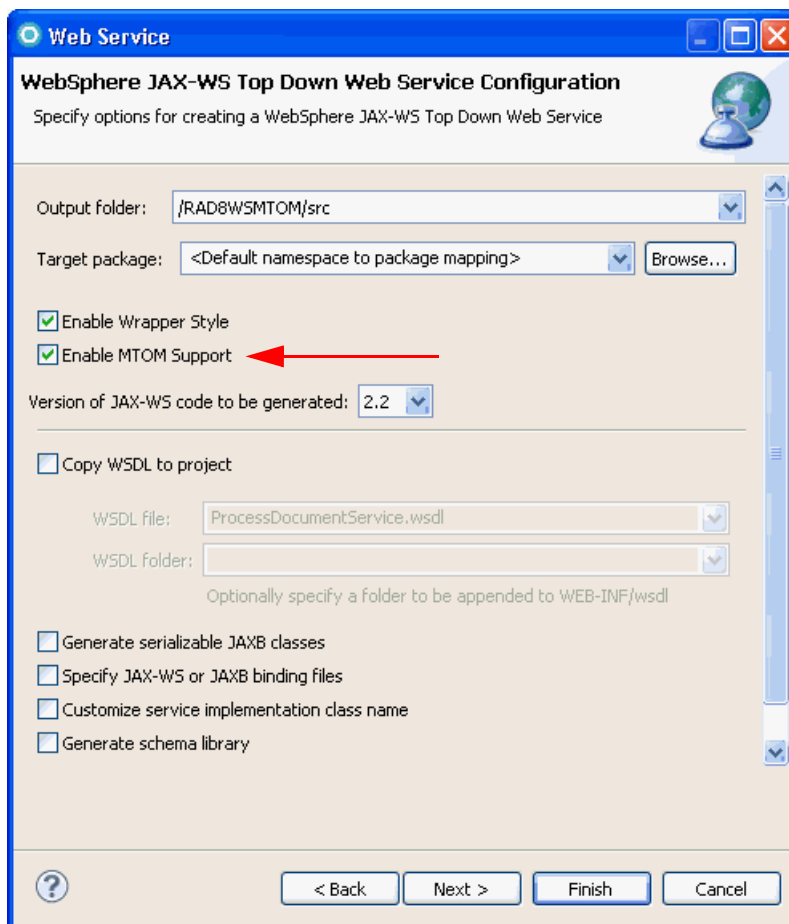 Web Service
WebSphere JAX-WS Top Down Web Service Configuration
Specify options for creating a WebSphere JAX-WS Top Down Web Service
Output folder: /RAD8WSMTOM/src
Target package: <Default namespace to package mapping> Browse...
Enable Wrapper Style
Enable MTOM Support
Version of JAX-WS code to be generated: 2.2
Copy WSDL to project
WSDL file: ProcessDocumentService.wsdl
WSDL folder:
Optionally specify a folder to be appended to WEB-INF/wsdl
Generate serializable JAXB classes
Specify JAX-WS or JAXB binding files
Customize service implementation class name
Generate schema library
? < Back Next > Finish Cancel